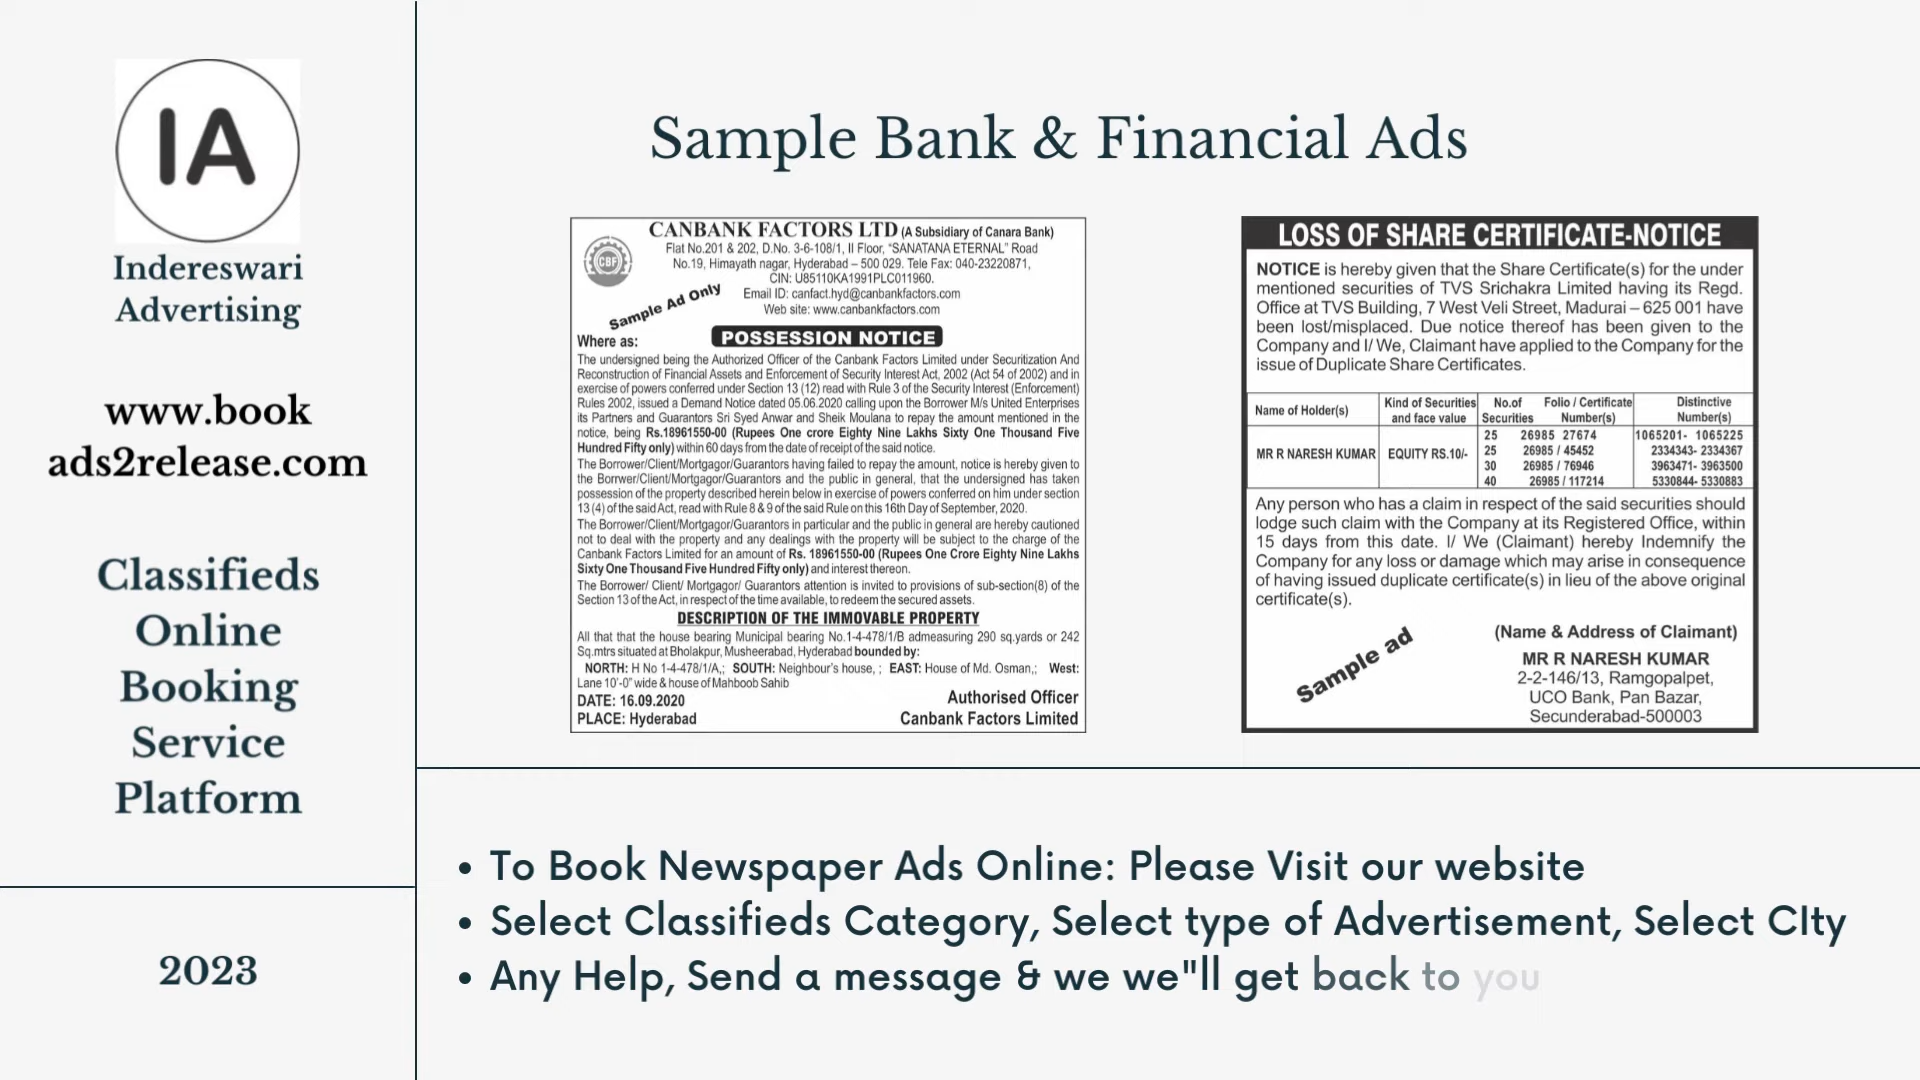 IA
Indereswari
Advertising
www.book
ads2release.com
Classifieds
Online
Booking
Service
Platform
2023
Sample Bank & Financial Ads
CANBANK FACTORS LTD (A Subsidiary of Canara Bank)
Flat No.201 & 202, D.No. 3-6-108/1, II Floor, "SANATANA ETERNAL" Road
No.19, Himayath nagar, Hyderabad – 500 029. Tele Fax: 040-23220871,
CIN: U85110KA1991PLC011960.
Email ID: canfact.hyd@canbankfactors.com
Web site: www.canbankfactors.com
CBF
Sample Ad Only
Where as:
POSSESSION NOTICE
The undersigned being the Authorized Officer of the Canbank Factors Limited under Securitization And
Reconstruction of Financial Assets and Enforcement of Security Interest Act, 2002 (Act 54 of 2002) and in
exercise of powers conferred under Section 13 (12) read with Rule 3 of the Security Interest (Enforcement)
Rules 2002, issued a Demand Notice dated 05.06.2020 calling upon the Borrower M/s United Enterprises
its Partners and Guarantors Sri Syed Anwar and Sheik Moulana to repay the amount mentioned in the
notice, being Rs.18961550-00 (Rupees One crore Eighty Nine Lakhs Sixty One Thousand Five
Hundred Fifty only) within 60 days from the date of receipt of the said notice.
The Borrower/Client/Mortgagor/Guarantors having failed to repay the amount, notice is hereby given to
the Borrwer/Client/Mortgagor/Guarantors and the public in general, that the undersigned has taken
possession of the property described herein below in exercise of powers conferred on him under section
13 (4) of the said Act, read with Rule 8 & 9 of the said Rule on this 16th Day of September, 2020.
The Borrower/Client/Mortgagor/Guarantors in particular and the public in general are hereby cautioned
not to deal with the property and any dealings with the property will be subject to the charge of the
Canbank Factors Limited for an amount of Rs. 18961550-00 (Rupees One Crore Eighty Nine Lakhs
Sixty One Thousand Five Hundred Fifty only) and interest thereon.
The Borrower/ Client/ Mortgagor/ Guarantors attention is invited to provisions of sub-section(8) of the
Section 13 of the Act, in respect of the time available, to redeem the secured assets.
DESCRIPTION OF THE IMMOVABLE PROPERTY
All that that the house bearing Municipal bearing No.1-4-478/1/B admeasuring 290 sq.yards or 242
Sq.mtrs situated at Bholakpur, Musheerabad, Hyderabad bounded by:
NORTH: H No 1-4-478/1/A,; SOUTH: Neighbour's house, ; EAST: House of Md. Osman,; West:
Lane 10'-0" wide & house of Mahboob Sahib
DATE: 16.09.2020
PLACE: Hyderabad
Authorised Officer
Canbank Factors Limited
LOSS OF SHARE CERTIFICATE-NOTICE
NOTICE is hereby given that the Share Certificate(s) for the under
mentioned securities of TVS Srichakra Limited having its Regd.
Office at TVS Building, 7 West Veli Street, Madurai – 625 001 have
been lost/misplaced. Due notice thereof has been given to the
Company and I/ We, Claimant have applied to the Company for the
issue of Duplicate Share Certificates.
Name of Holder(s) Kind of Securities and face value No.of Securities Folio / Certificate Number(s) Distinctive Number(s)
MR R NARESH KUMAR EQUITY RS.10/-
25 26985 27674 1065201- 1065225
25 26985 / 45452 2334343- 2334367
30 26985 / 76946 3963471- 3963500
40 26985 / 117214 5330844- 5330883
Any person who has a claim in respect of the said securities should
lodge such claim with the Company at its Registered Office, within
15 days from this date. I/ We (Claimant) hereby Indemnify the
Company for any loss or damage which may arise in consequence
of having issued duplicate certificate(s) in lieu of the above original
certificate(s).
Sample ad
(Name & Address of Claimant)
MR R NARESH KUMAR
2-2-146/13, Ramgopalpet,
UCO Bank, Pan Bazar,
Secunderabad-500003
• To Book Newspaper Ads Online: Please Visit our website
• Select Classifieds Category, Select type of Advertisement, Select CIty
• Any Help, Send a message & we we"ll get back to you